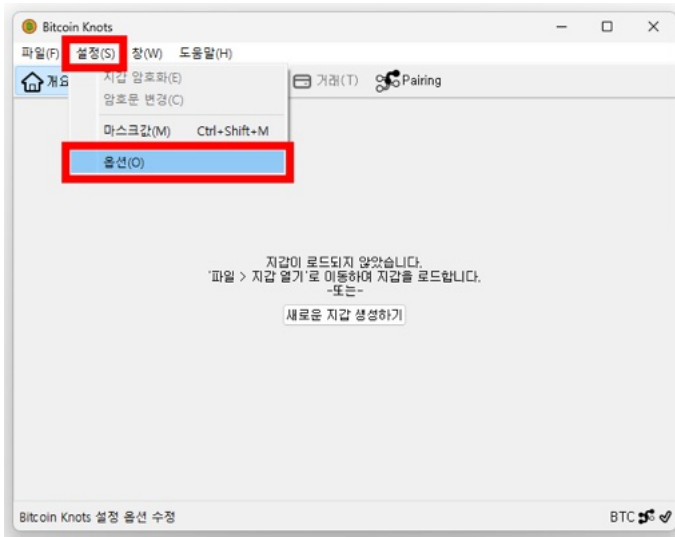 Bitcoin Knots
파일(F) 설정(S) 창(W) 도움말(H)
개요 거래(T) Pairing
지갑 암호화(E)
암호문 변경(C)
마스크값(M) Ctrl+Shift+M
옵션(O)
지갑이 로드되지 않았습니다.
'파일 > 지갑 열기'로 이동하여 지갑을 로드합니다.
-또는-
새로운 지갑 생성하기
Bitcoin Knots 설정 옵션 수정
BTC